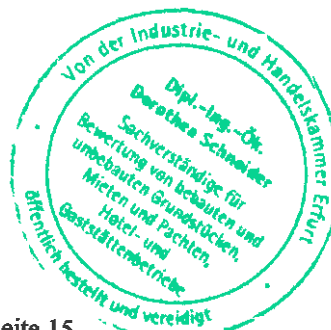 Von der Industrie- und Handelskammer Erfurt
öffentlich bestellt und vereidigt
Dipl.-Ing.-Ök.
Dorothea Schneider
Sachverständige für
Bewertung von bebauten und
unbebauten Grundstücken,
Mieten und Pachten,
Hotel- und
Gaststättenbetriebe
eite 15